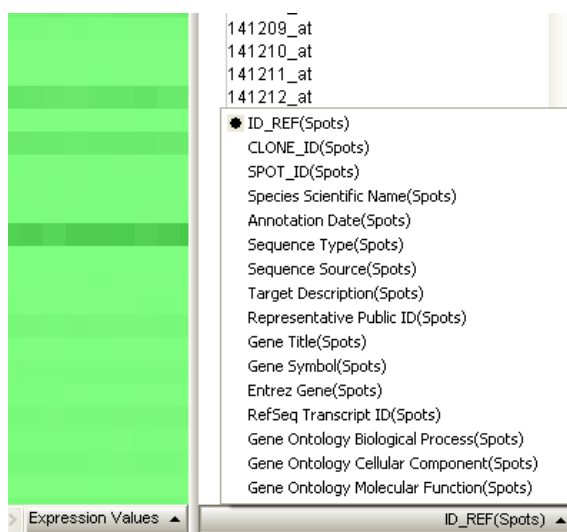 141209_at
141210_at
141211_at
141212_at
ID_REF(Spots)
CLONE_ID(Spots)
SPOT_ID(Spots)
Species Scientific Name(Spots)
Annotation Date(Spots)
Sequence Type(Spots)
Sequence Source(Spots)
Target Description(Spots)
Representative Public ID(Spots)
Gene Title(Spots)
Gene Symbol(Spots)
Entrez Gene(Spots)
RefSeq Transcript ID(Spots)
Gene Ontology Biological Process(Spots)
Gene Ontology Cellular Component(Spots)
Gene Ontology Molecular Function(Spots)
Expression Values
ID_REF(Spots)